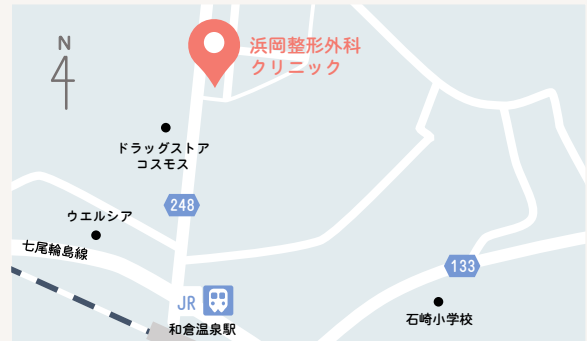 N
浜岡整形外科
クリニック
ドラッグストア
コスモス
248
ウエルシア
七尾輪島線
133
JR
石崎小学校
和倉温泉駅